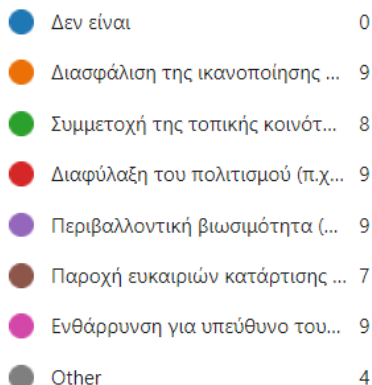 Δεν είναι 0
Διασφάλιση της ικανοποίησης ... 9
Συμμετοχή της τοπικής κοινότ... 8
Διαφύλαξη του πολιτισμού (π.χ... 9
Περιβαλλοντική βιωσιμότητα (... 9
Παροχή ευκαιριών κατάρτισης ... 7
Ενθάρρυνση για υπεύθυνο του... 9
Other 4